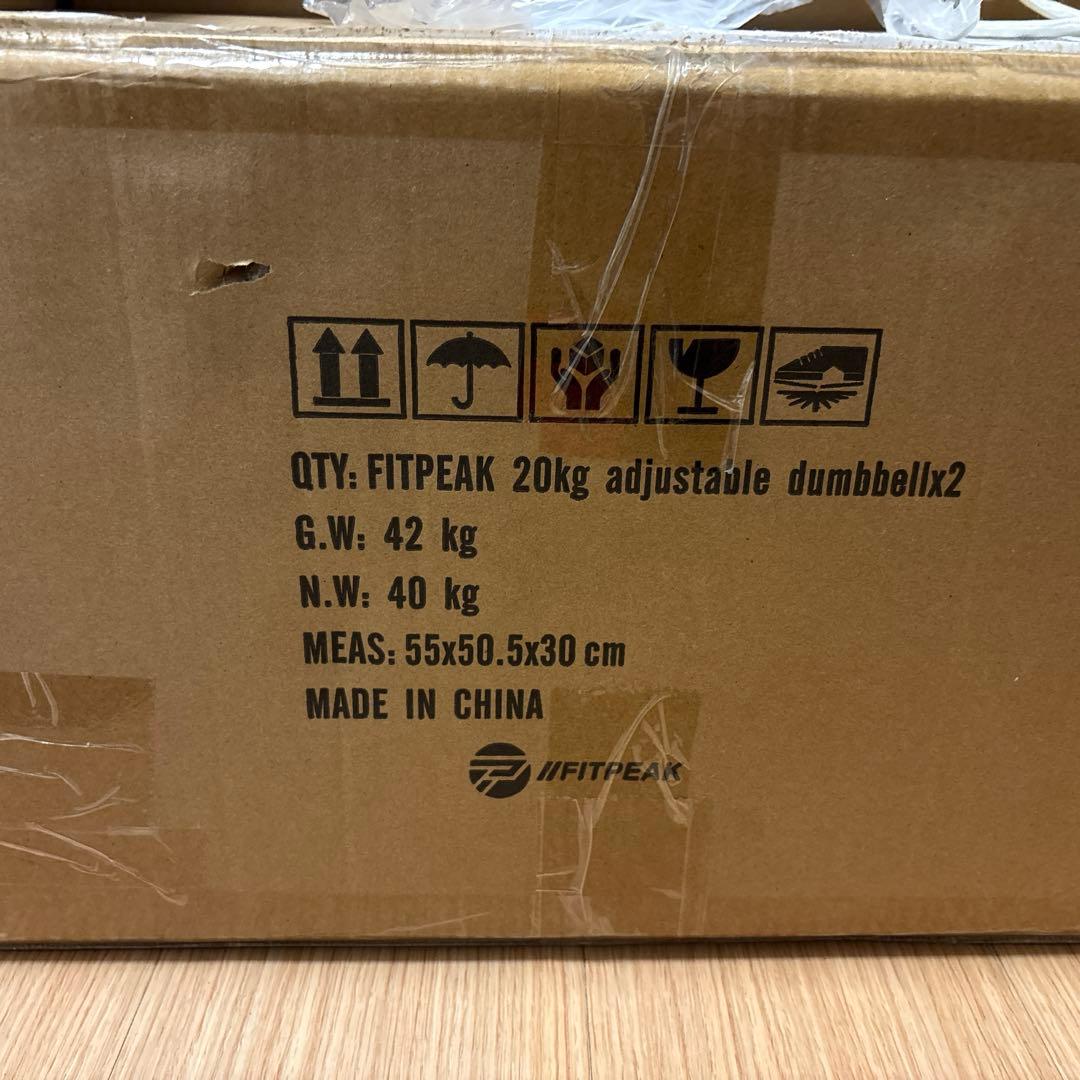 QTY: FITPEAK 20kg adjustable dumbbellx2
G.W: 42 kg
N.W: 40 kg
MEAS: 55x50.5x30 cm
MADE IN CHINA
//FITPEAK